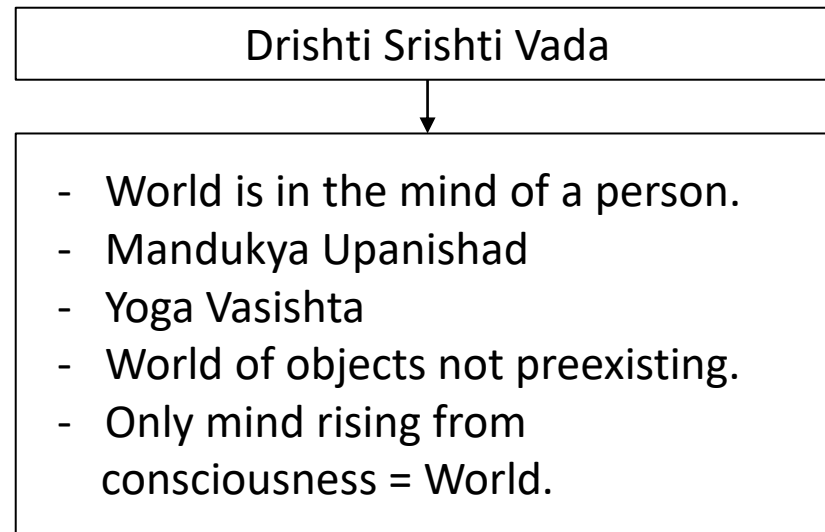 Drishti Srishti Vada
- World is in the mind of a person.
- Mandukya Upanishad
- Yoga Vasishta
- World of objects not preexisting.
- Only mind rising from
consciousness = World.